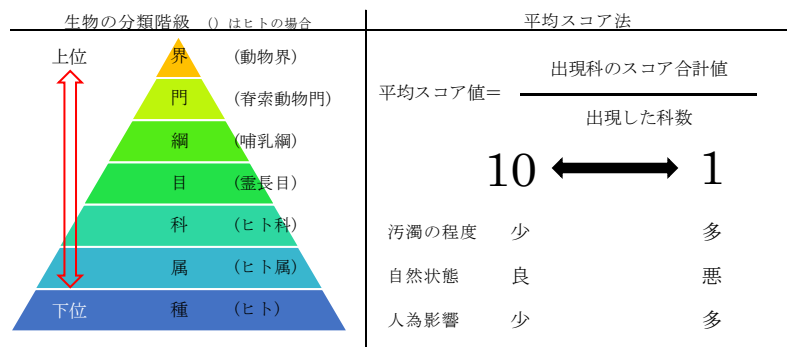 生物の分類階級 （）はヒトの場合
上位
界 (動物界)
門 (脊索動物門)
綱 (哺乳綱)
目 (霊長目)
科 (ヒト科)
属 (ヒト属)
下位 種 (ヒト)
平均スコア法
平均スコア値＝
出現科のスコア合計値
出現した科数
10 1
汚濁の程度 少 多
自然状態 良 悪
人為影響 少 多